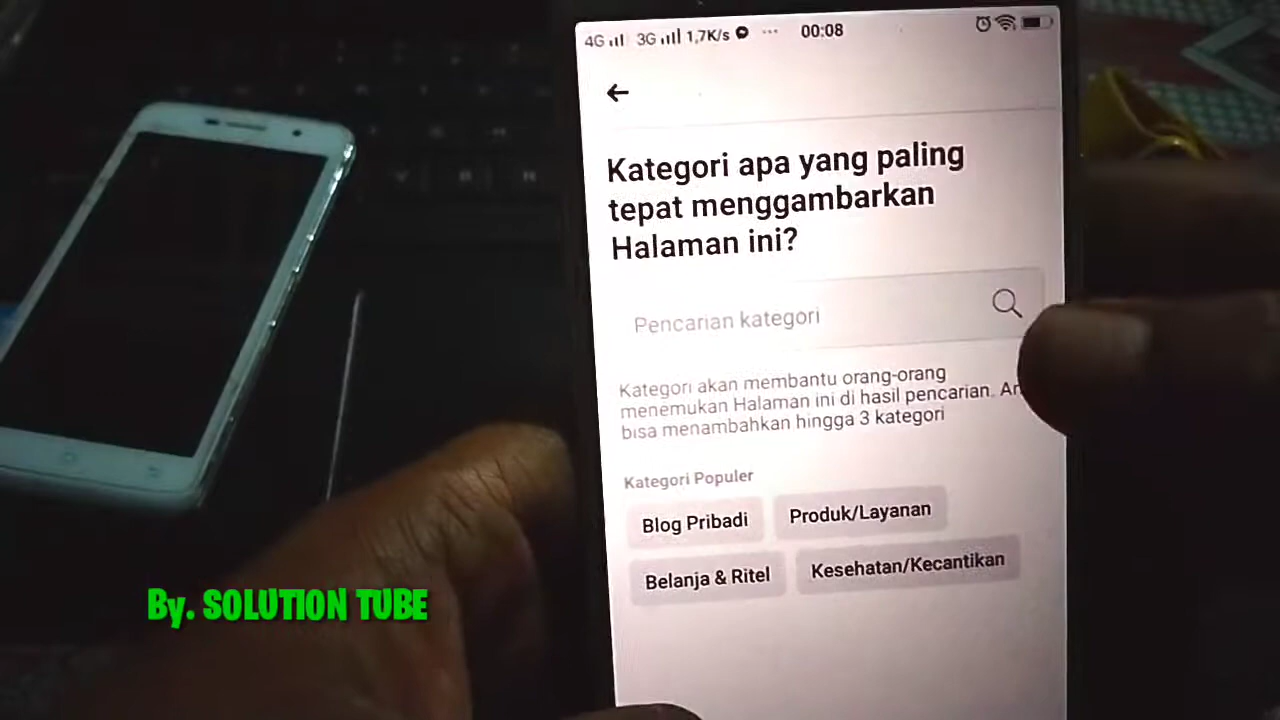 4G 3G 1,7K/s ... 00:08
Kategori apa yang paling
tepat menggambarkan
Halaman ini?
Pencarian kategori
Kategori akan membantu orang-orang
menemukan Halaman ini di hasil pencarian. An
bisa menambahkan hingga 3 kategori
Kategori Populer
Blog Pribadi Produk/Layanan
Belanja & Ritel Kesehatan/Kecantikan
By. SOLUTION TUBE